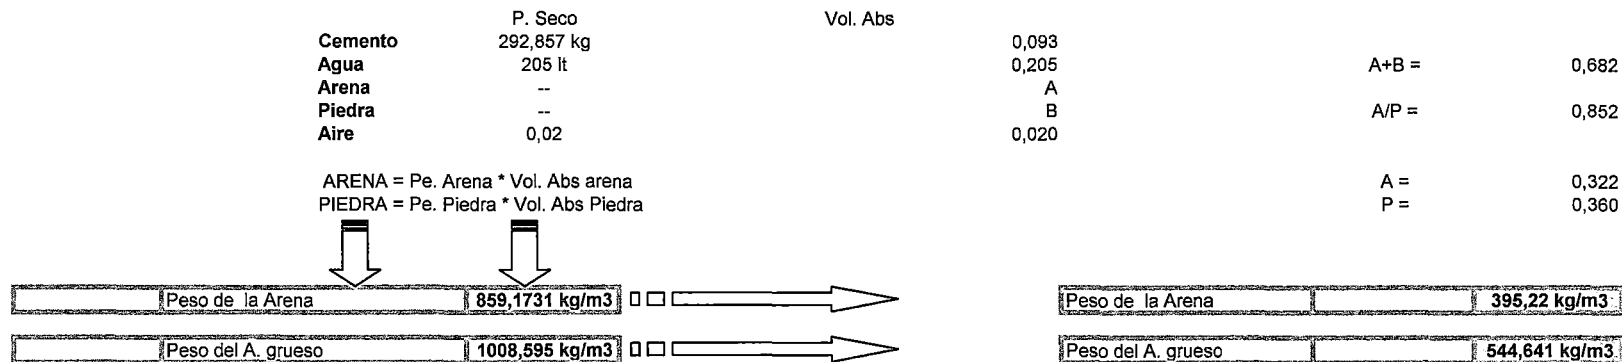 P. Seco Vol. Abs
Cemento 292,857 kg 0,093
Agua 205 lt 0,205 A+B = 0,682
Arena -- A
Piedra -- B A/P = 0,852
Aire 0,02 0,020
ARENA = Pe. Arena * Vol. Abs arena A = 0,322
PIEDRA = Pe. Piedra * Vol. Abs Piedra P = 0,360
Peso de la Arena 859,1731 kg/m3 Peso de la Arena 395,22 kg/m3
Peso del A. grueso 1008,595 kg/m3 Peso del A. grueso 544,641 kg/m3